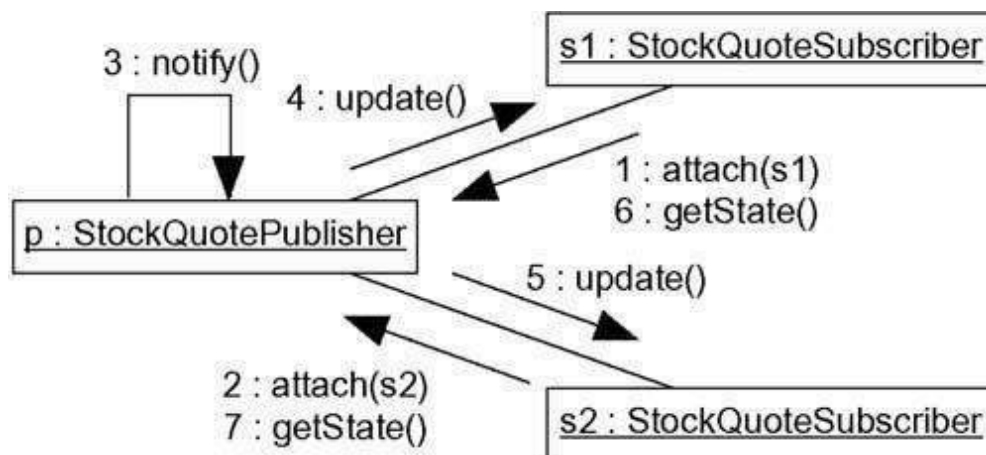 s1 : StockQuoteSubscriber
3 : notify()
4 : update()
1 : attach(s1)
6 : getState()
p : StockQuotePublisher
5 : update()
2 : attach(s2)
7 : getState()
s2 : StockQuoteSubscriber